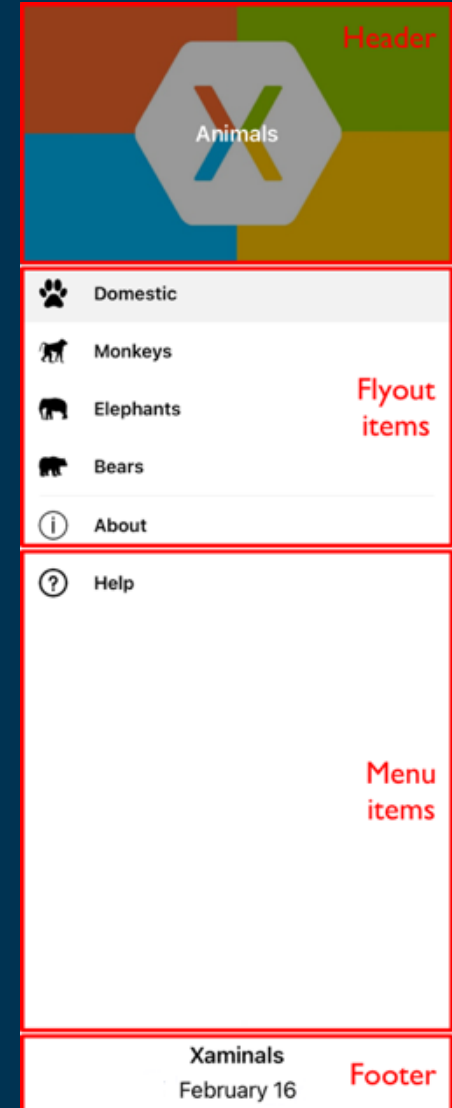 Header
Animals
Domestic
Monkeys
Elephants
Flyout
items
Bears
About
Help
Menu
items
Xaminals
February 16
Footer